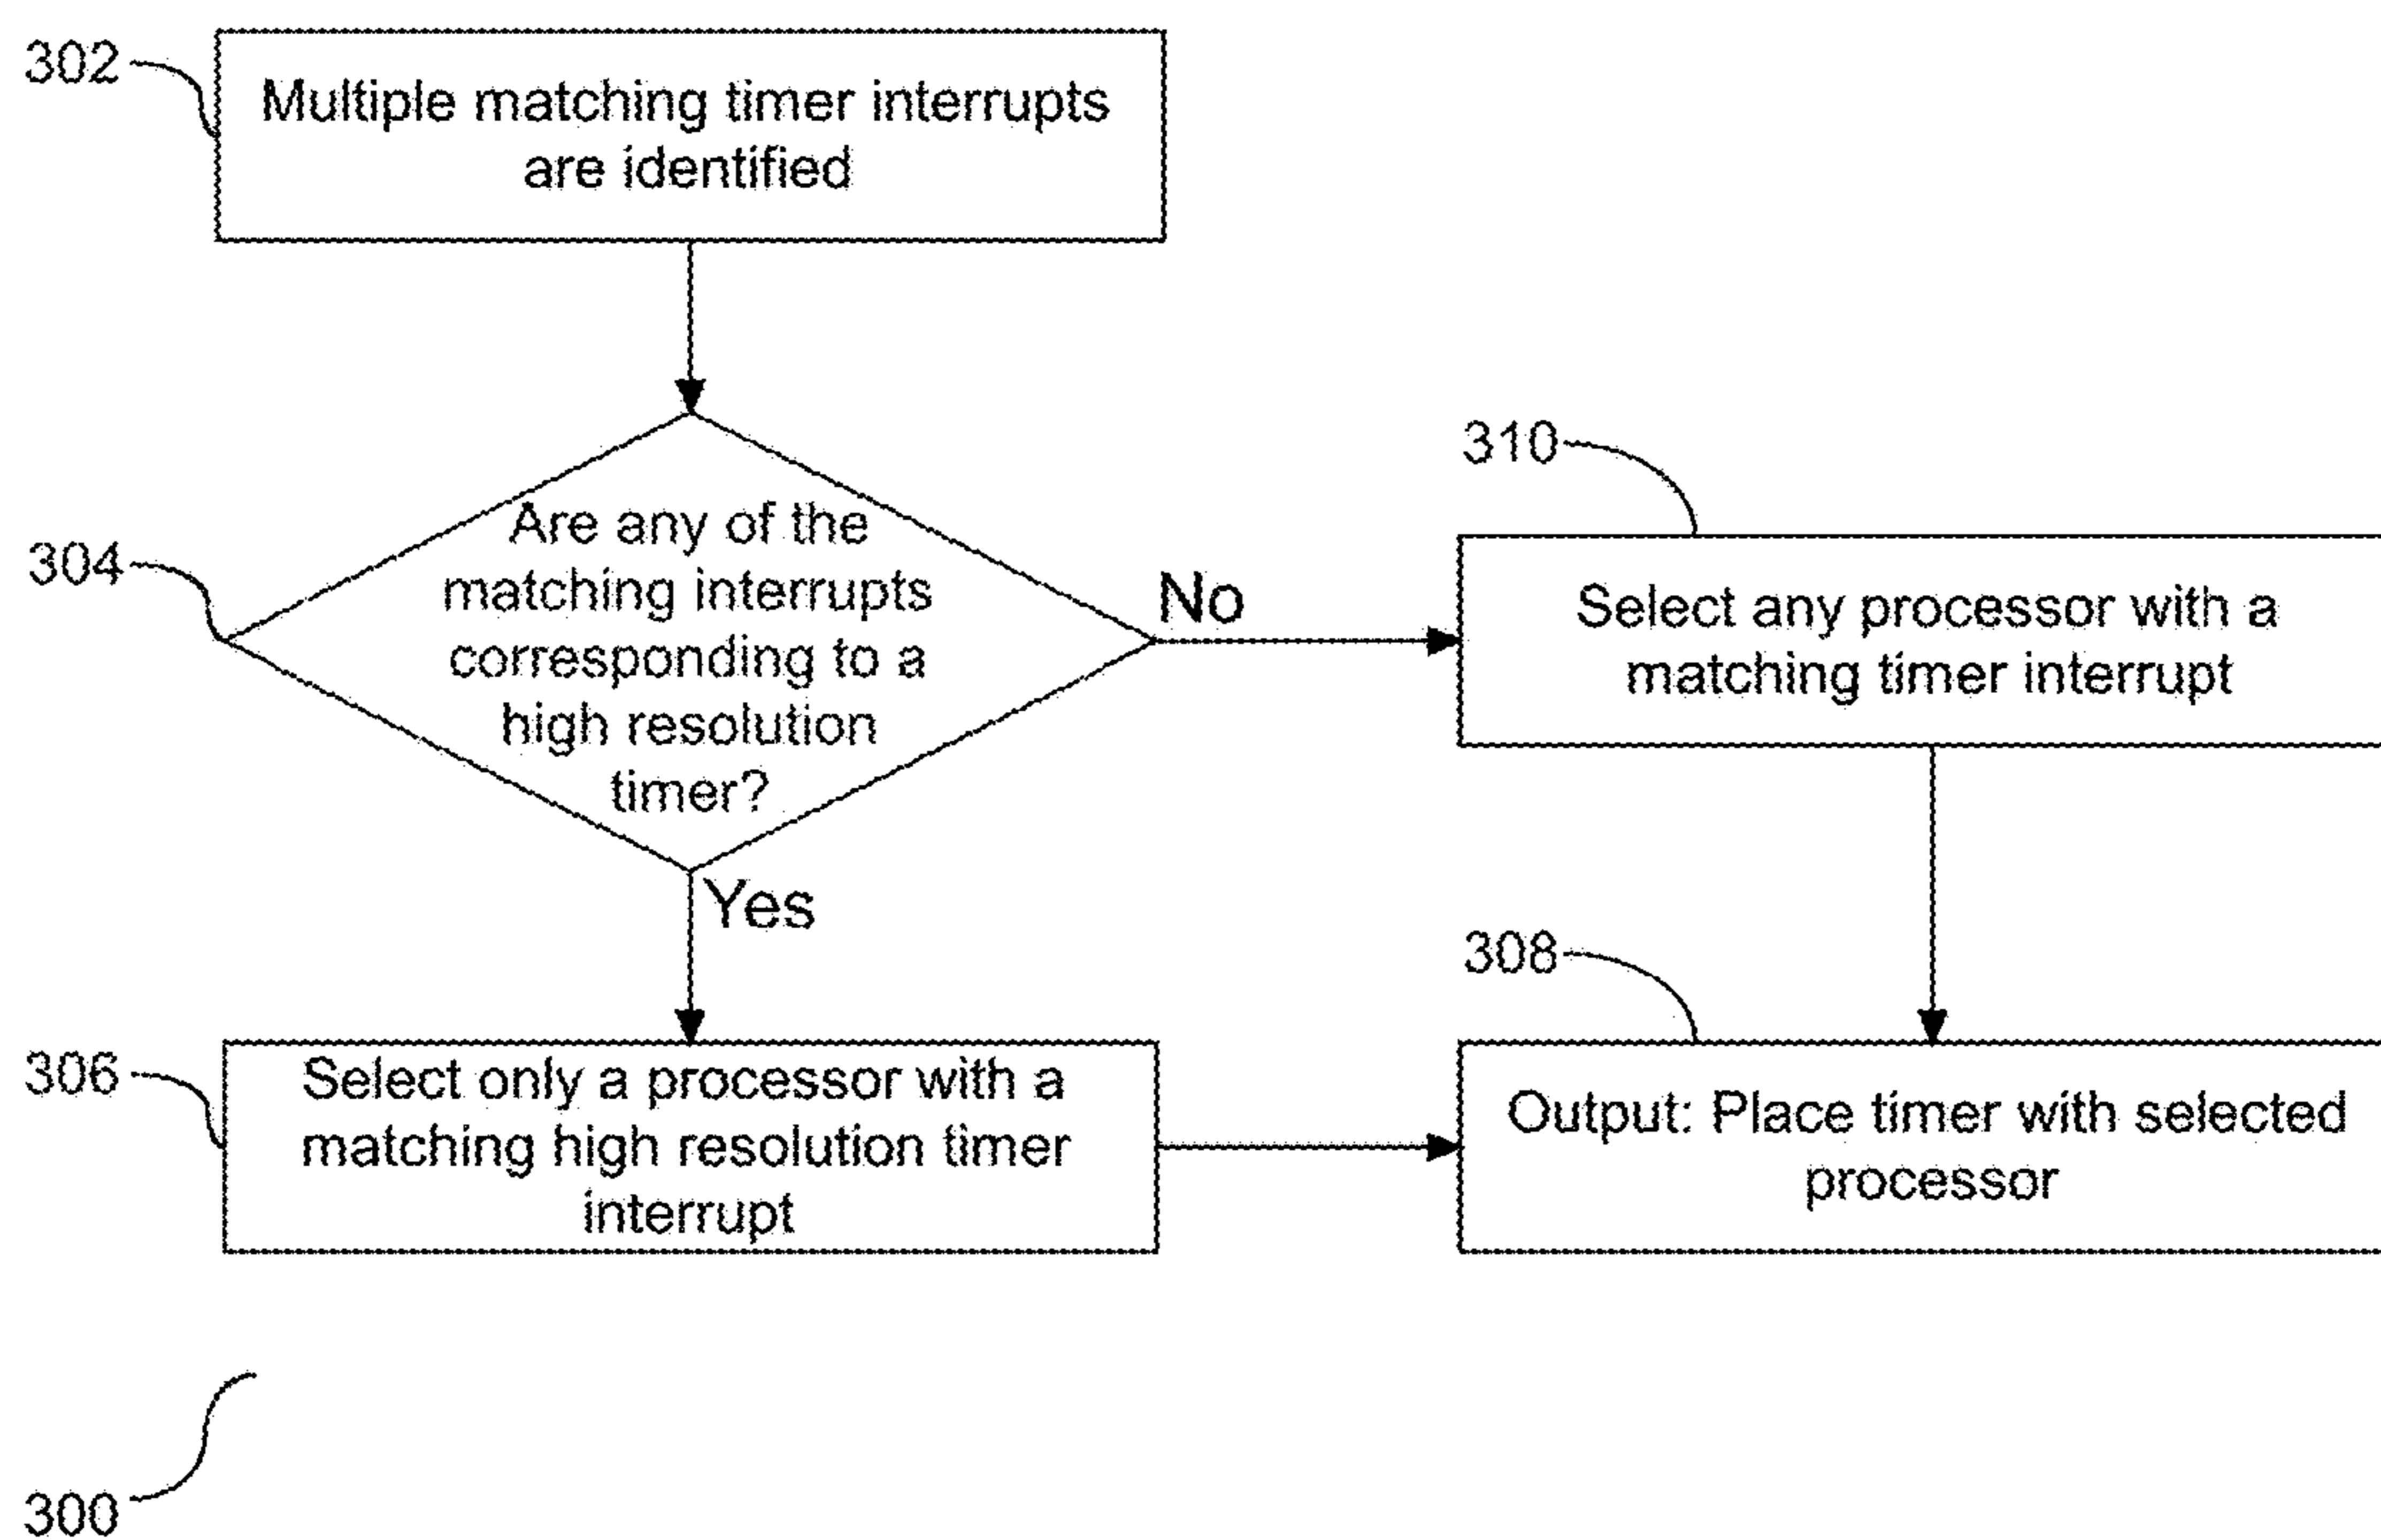 302
Multiple matching timer interrupts
are identified
304
Are any of the
matching interrupts
corresponding to a
high resolution
timer?
No
310
Select any processor with a
matching timer interrupt
Yes
306
Select only a processor with a
matching high resolution timer
interrupt
308
Output: Place timer with selected
processor
300